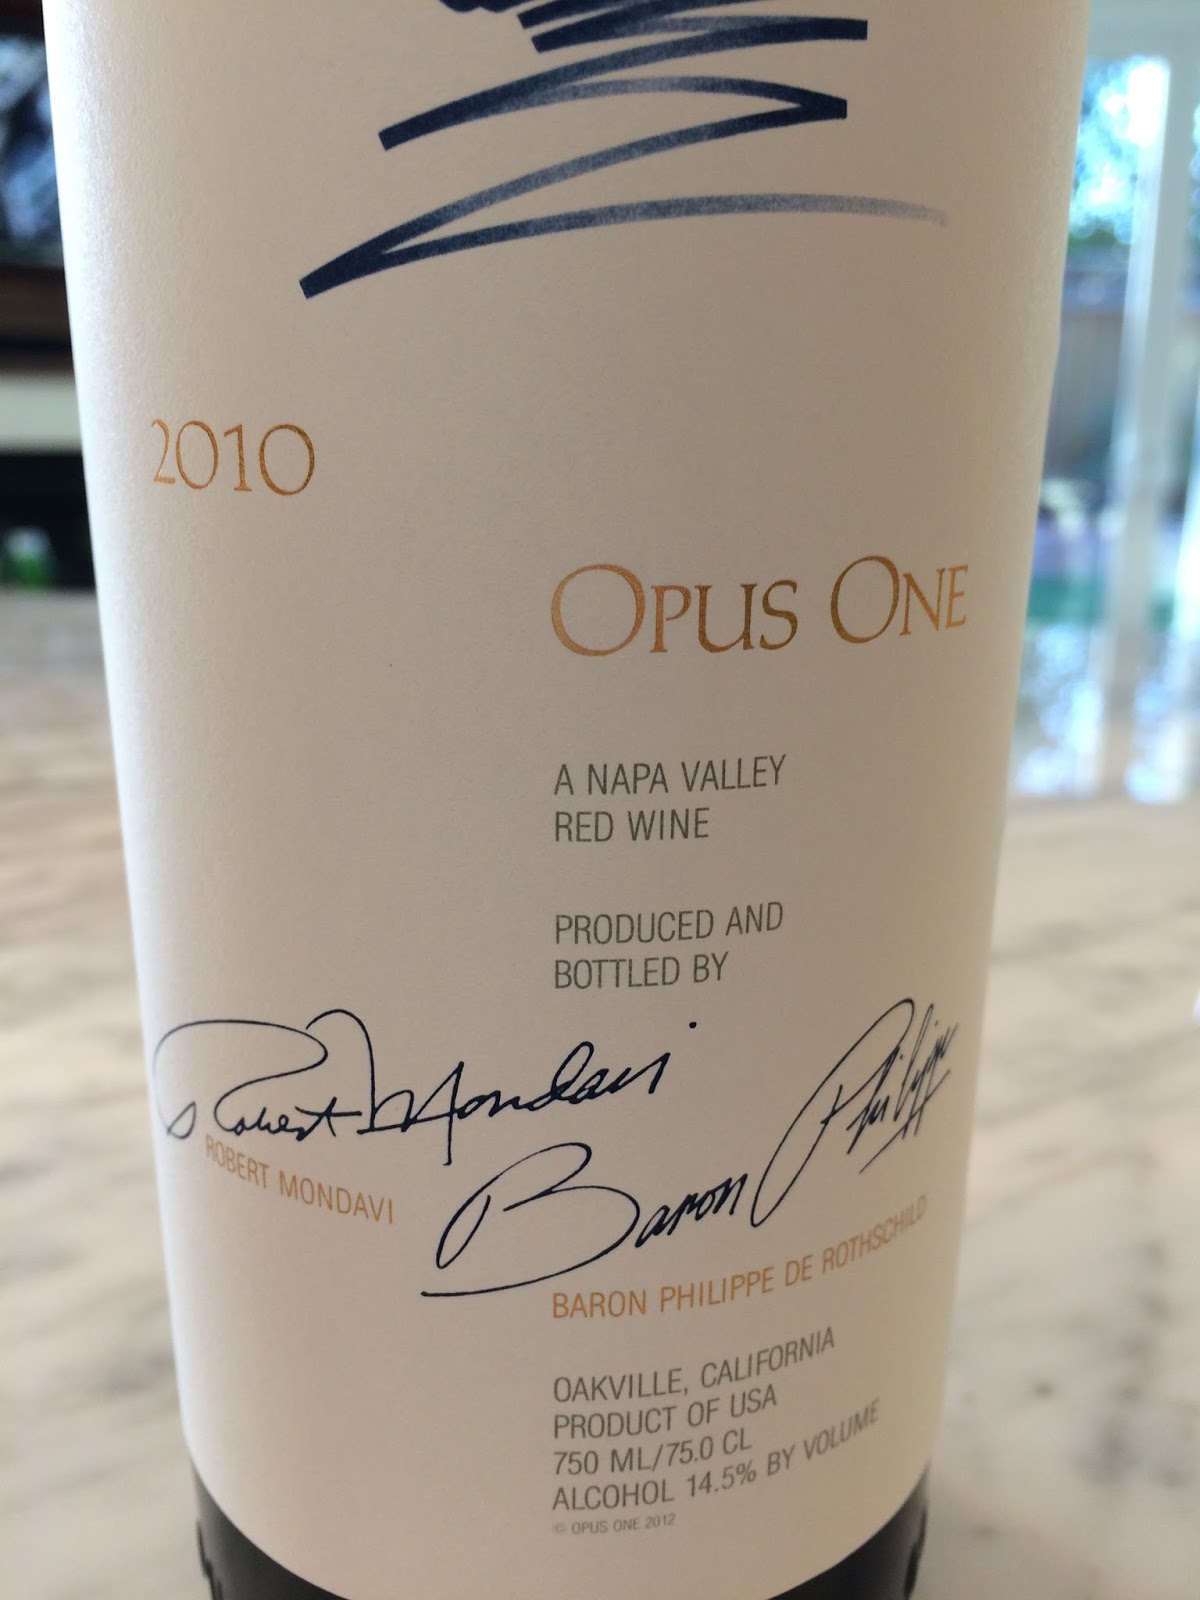 2010
OPUS ONE
A NAPA VALLEY
RED WINE
PRODUCED AND
BOTTLED BY
Robert Mondavi
ROBERT MONDAVI
Baron Philippe
BARON PHILIPPE DE ROTHSCHILD
OAKVILLE, CALIFORNIA
PRODUCT OF USA
750 ML/75.0 CL
ALCOHOL 14.5% BY VOLUME
© OPUS ONE 2012